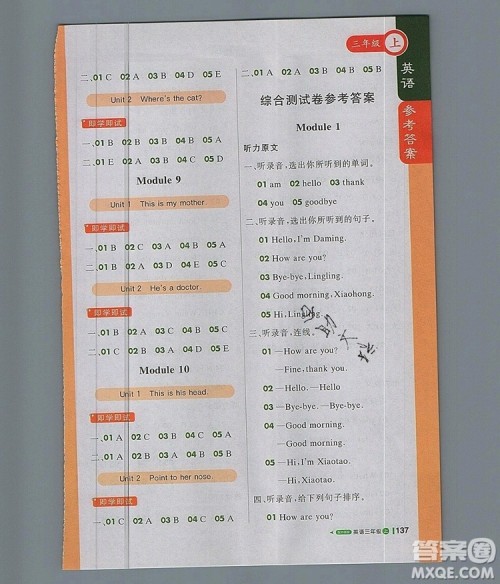 三年级 上
英语
参考答案
二、01 C 02 A 03 B 04 D 05 E
Unit 2 Where's the cat?
即学即试
一、01 B 02 A 03 C 04 A 05 C
二、01 E 02 A 03 B 04 C 05 D
Module 9
Unit 1 This is my mother.
即学即试
一、01 B 02 C 03 A 04 B 05 A
二、01 B 02 C 03 A 04 E 05 D
Unit 2 He's a doctor.
即学即试
一、01 B 02 C 03 B 04 A 05 C
二、01 D 02 C 03 A 04 B 05 E
Module 10
Unit 1 This is his head.
即学即试
一、01 A 02 C 03 B 04 B 05 A
二、01 B 02 C 03 D 04 E 05 A
Unit 2 Point to her nose.
即学即试
一、01 A 02 C 03 B 04 A 05 C
二、01 C 02 A 03 D 04 B 05 E
二、01 C 02 E 03 A 04 D 05 B
综合测试卷参考答案
Module 1
听力原文
一、听录音，选出你所听到的单词。
01 am 02 hello 03 thank
04 you 05 goodbye
二、听录音，选出你所听到的句子。
01 Hello, I'm Daming.
02 How are you?
03 Bye-bye, Lingling.
04 Good morning, Xiaohong.
05 Hi, Lingling.
三、听录音，连线。
01 —How are you?
—Fine, thank you.
02 —Hello. —Hello.
03 —Bye-bye. —Bye-bye.
04 —Good morning.
—Good morning.
05 —Hi, I'm Xiaotao.
—Hi, Xiaotao.
四、听录音，给下列句子排序。
01 How are you?
英语三年级 上 137
答案圈
MXQE.COM